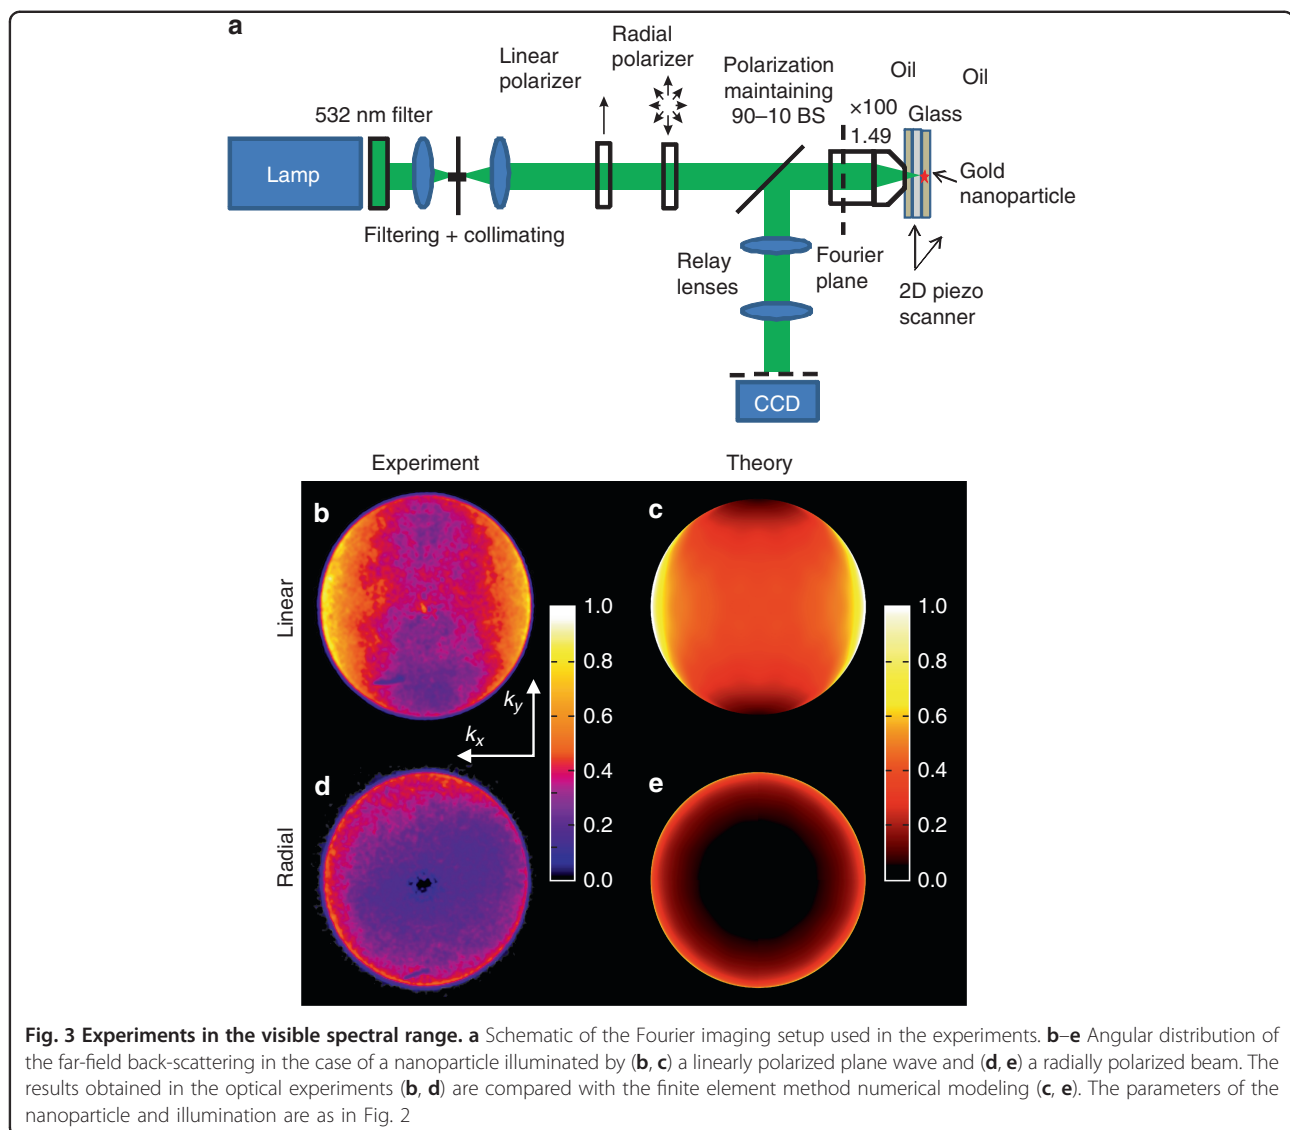 a
Linear
polarizer
Radial
polarizer
Polarization
maintaining
90–10 BS
Oil
Oil
532 nm filter
×100
1.49
Glass
Lamp
Gold
nanoparticle
Filtering + collimating
Relay
lenses
Fourier
plane
2D piezo
scanner
CCD
Experiment
Theory
b
c
Linear
1.0
0.8
0.6
0.4
0.2
0.0
1.0
0.8
0.6
0.4
0.2
0.0
ky
kx
d
e
Radial
Fig. 3 Experiments in the visible spectral range. a Schematic of the Fourier imaging setup used in the experiments. b–e Angular distribution of
the far-field back-scattering in the case of a nanoparticle illuminated by (b, c) a linearly polarized plane wave and (d, e) a radially polarized beam. The
results obtained in the optical experiments (b, d) are compared with the finite element method numerical modeling (c, e). The parameters of the
nanoparticle and illumination are as in Fig. 2